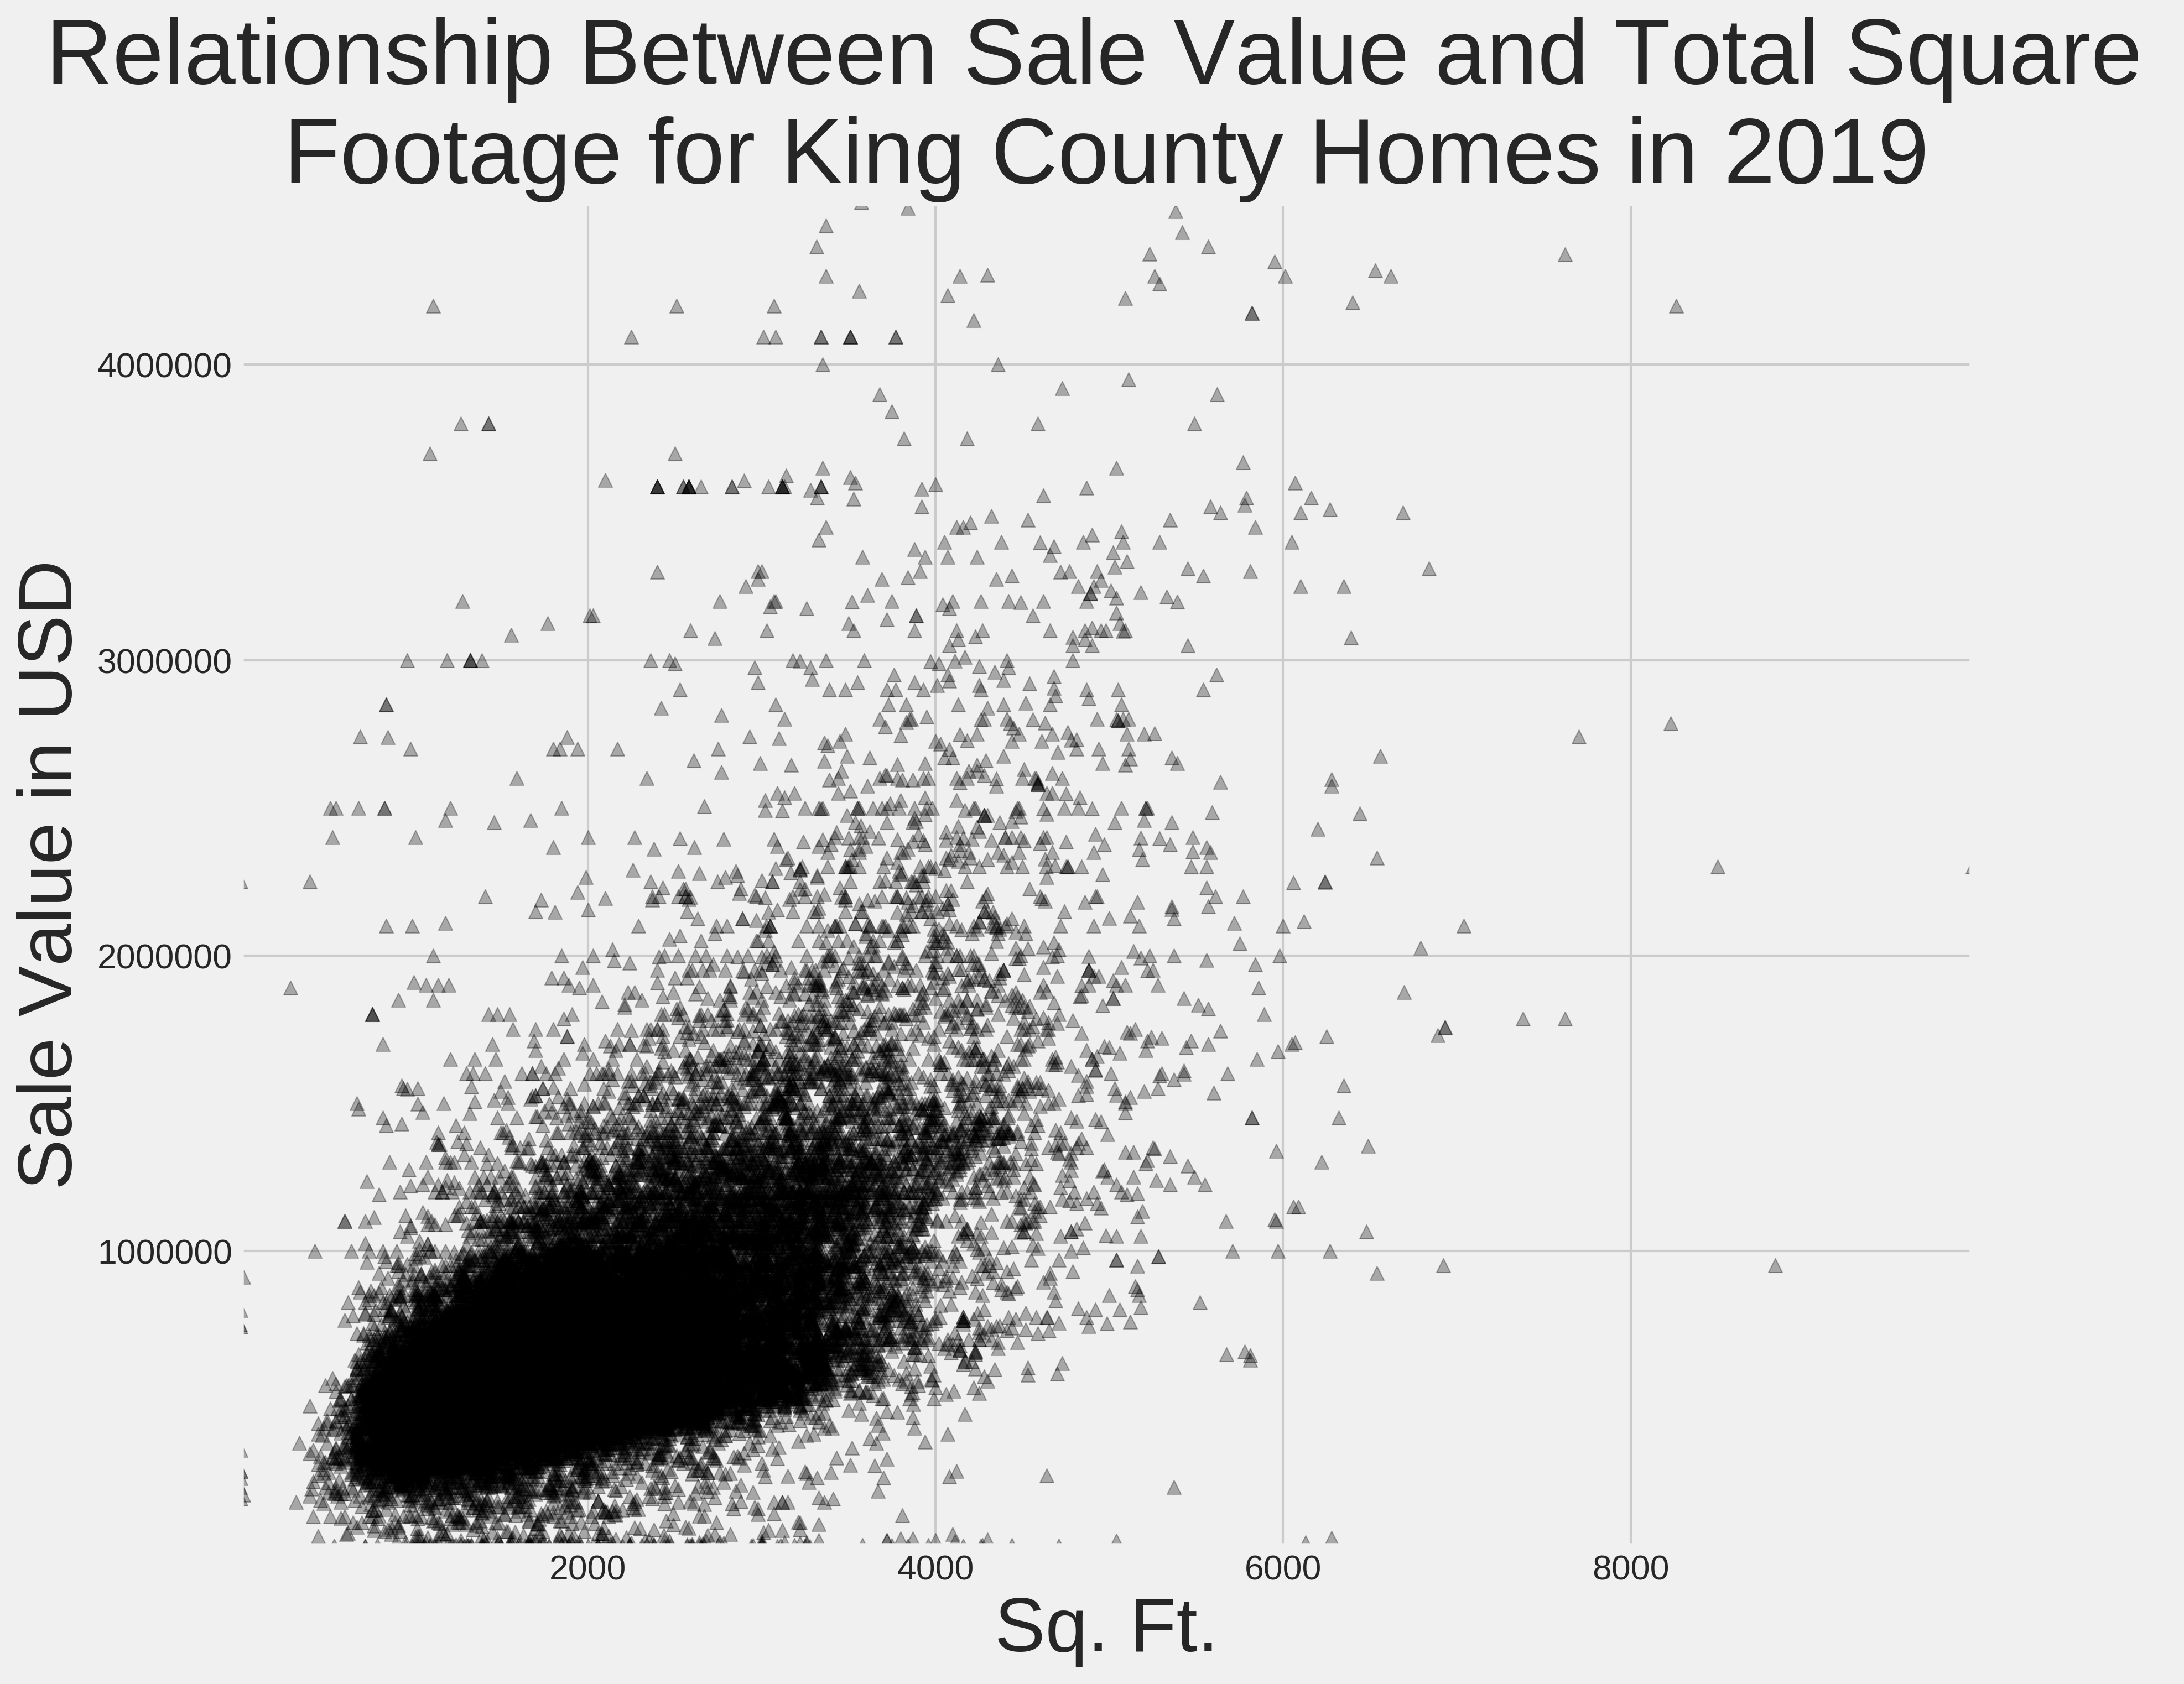 Relationship Between Sale Value and Total Square
Footage for King County Homes in 2019
Sale Value in USD
4000000
3000000
2000000
1000000
2000
4000
6000
8000
Sq. Ft.